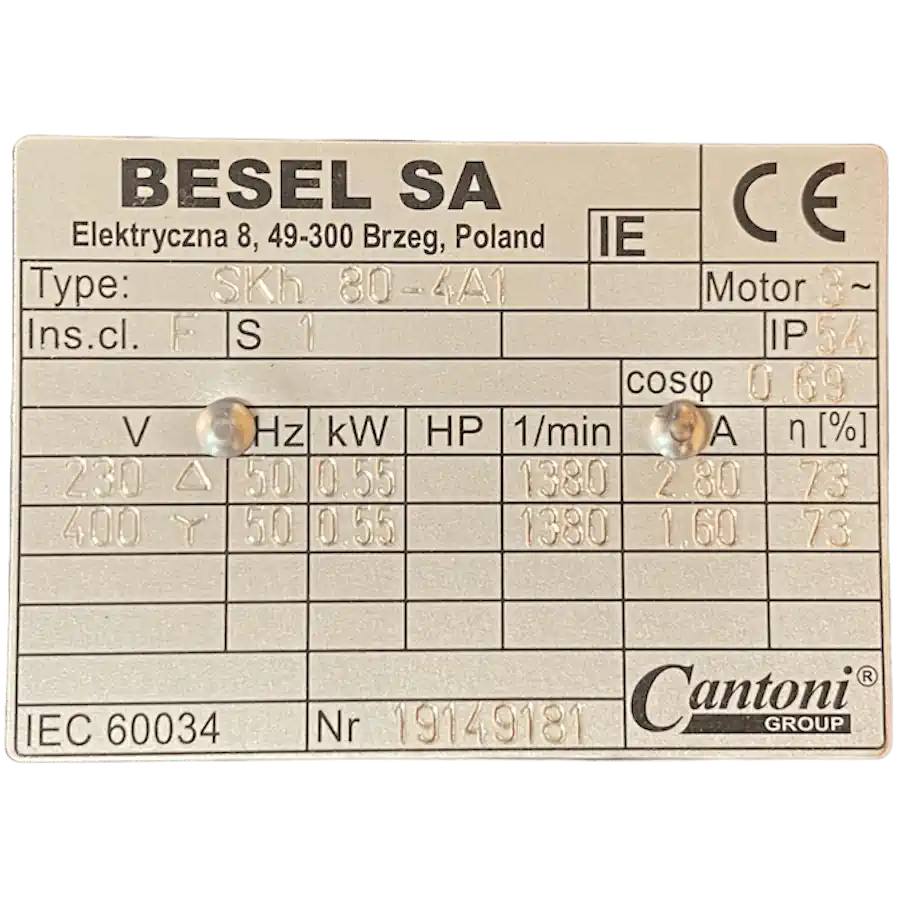 BESEL SA
Elektryczna 8, 49-300 Brzeg, Poland
IE
CE
Type: SKh 80-4A1 Motor 3~
Ins.cl. F S 1 IP 54
cosφ 0.69
V Hz kW HP 1/min A η [%]
230 △ 50 0.55 1380 2.80 73
400 Y 50 0.55 1380 1.60 73
Cantoni®
GROUP
IEC 60034 Nr 19149181